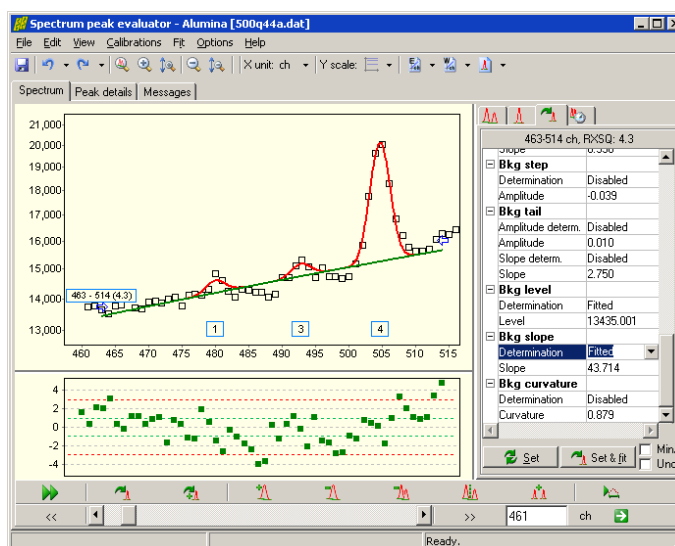 Spectrum peak evaluator - Alumina [500q44a.dat]
File Edit View Calibrations Fit Options Help
X unit: ch Y scale:
Spectrum Peak details Messages
21,000
20,000
19,000
18,000
17,000
16,000
15,000
14,000
13,000
463 - 514 (4.3)
1 3 4
460 465 470 475 480 485 490 495 500 505 510 515
4
2
0
-2
-4
463-514 ch, RXSQ: 4.3
Bkg step
Determination Disabled
Amplitude -0.039
Bkg tail
Amplitude determ. Disabled
Amplitude 0.010
Slope determ. Disabled
Slope 2.750
Bkg level
Determination Fitted
Level 13435.001
Bkg slope
Determination Fitted
Slope 43.714
Bkg curvature
Determination Disabled
Curvature 0.879
Set Set & fit Min.
Unc
<< >> 461 ch
Ready.